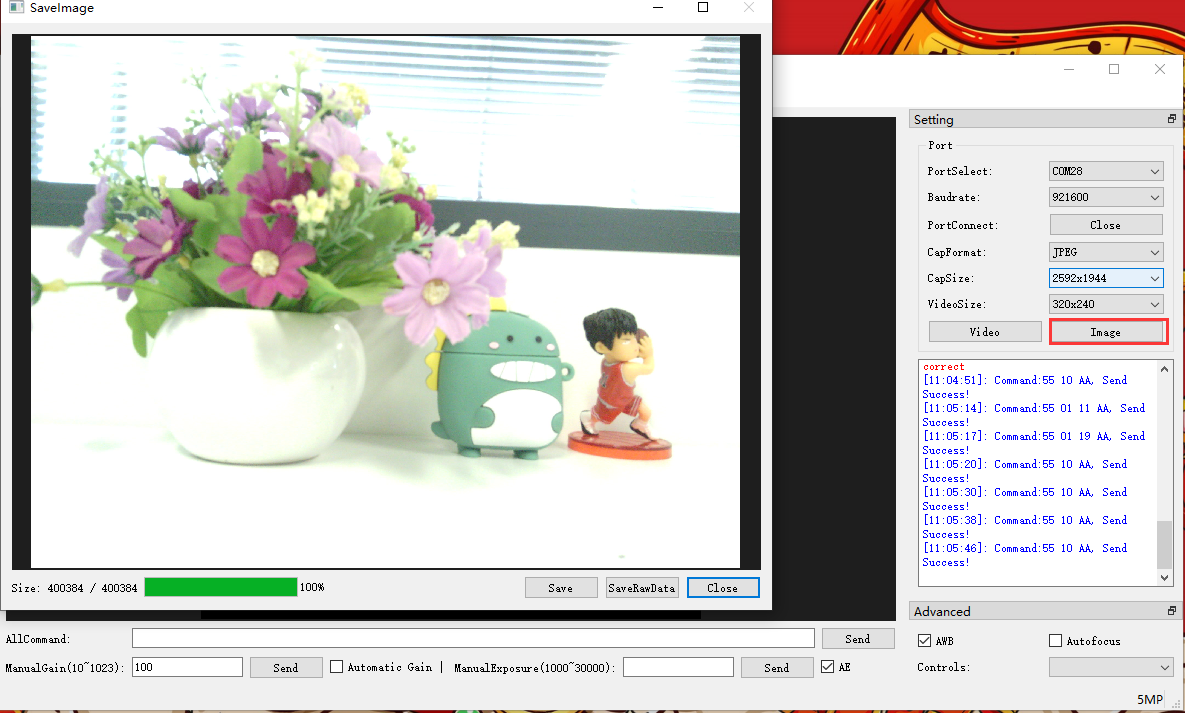 SaveImage
Size: 400384 / 400384
100%
Save
SaveRawData
Close
Setting
Port
PortSelect:
COM28
Baudrate:
921600
PortConnect:
Close
CapFormat:
JPEG
CapSize:
2592x1944
VideoSize:
320x240
Video
Image
correct
[11:04:51]: Command:55 10 AA, Send
Success!
[11:05:14]: Command:55 01 11 AA, Send
Success!
[11:05:17]: Command:55 01 19 AA, Send
Success!
[11:05:20]: Command:55 10 AA, Send
Success!
[11:05:30]: Command:55 10 AA, Send
Success!
[11:05:38]: Command:55 10 AA, Send
Success!
[11:05:46]: Command:55 10 AA, Send
Success!
Advanced
AWB
Autofocus
Controls:
AllCommand:
Send
ManualGain(10~1023):
100
Send
Automatic Gain |
ManualExposure(1000~30000):
Send
AE
5MP